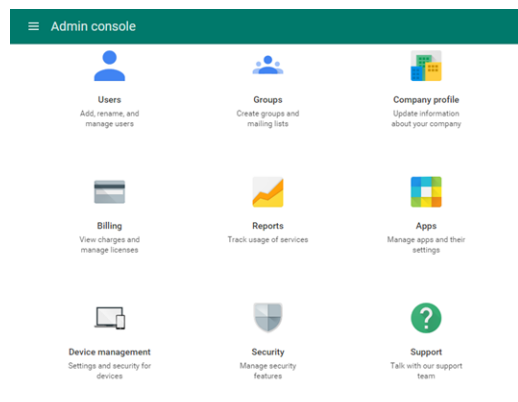 Admin console
Users
Add, rename, and
manage users
Groups
Create groups and
mailing lists
Company profile
Update information
about your company
Billing
View charges and
manage licenses
Reports
Track usage of services
Apps
Manage apps and their
settings
Device management
Settings and security for
devices
Security
Manage security
features
Support
Talk with our support
team